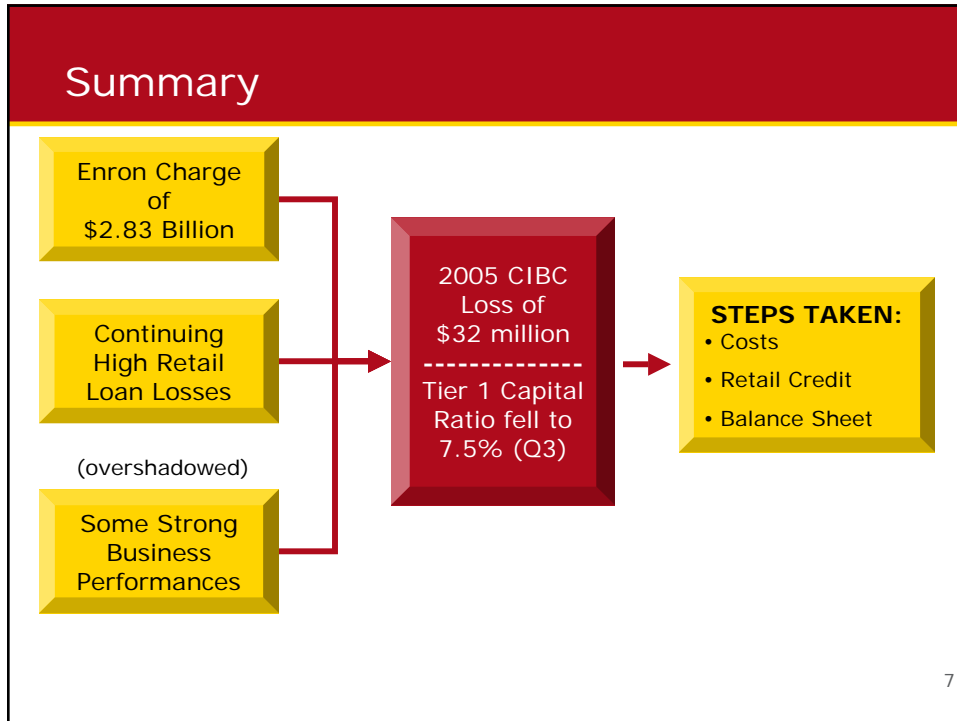 Summary
Enron Charge
of
$2.83 Billion
Continuing
High Retail
Loan Losses
(overshadowed)
Some Strong
Business
Performances
2005 CIBC
Loss of
$32 million
Tier 1 Capital
Ratio fell to
7.5% (Q3)
STEPS TAKEN:
• Costs
• Retail Credit
• Balance Sheet
7